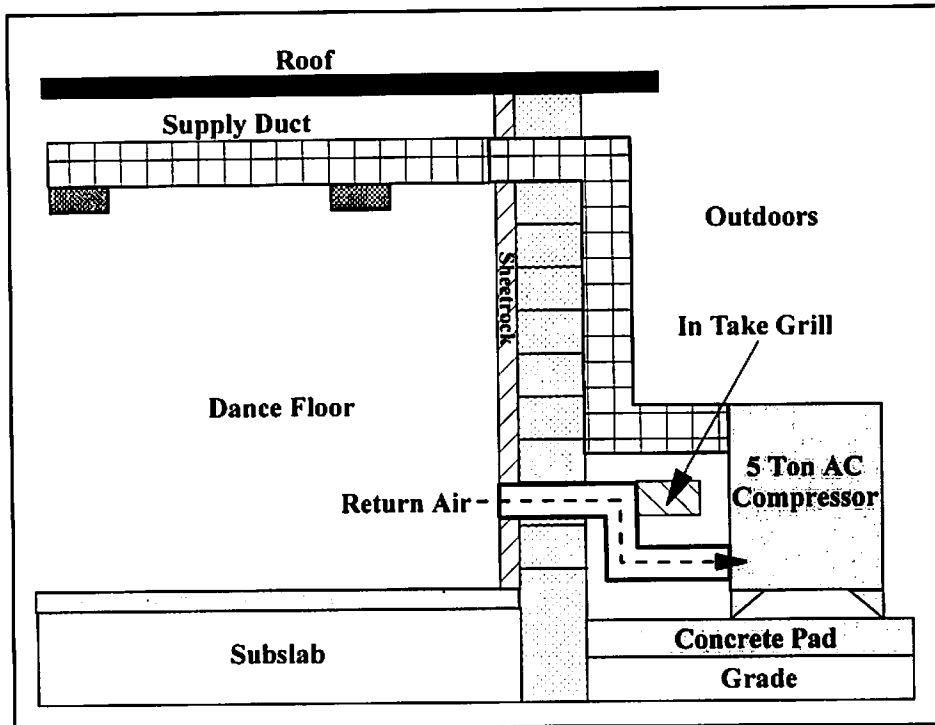 Roof
Supply Duct
Outdoors
Sheetrock
In Take Grill
Dance Floor
5 Ton AC
Compressor
Return Air
Subslab
Concrete Pad
Grade